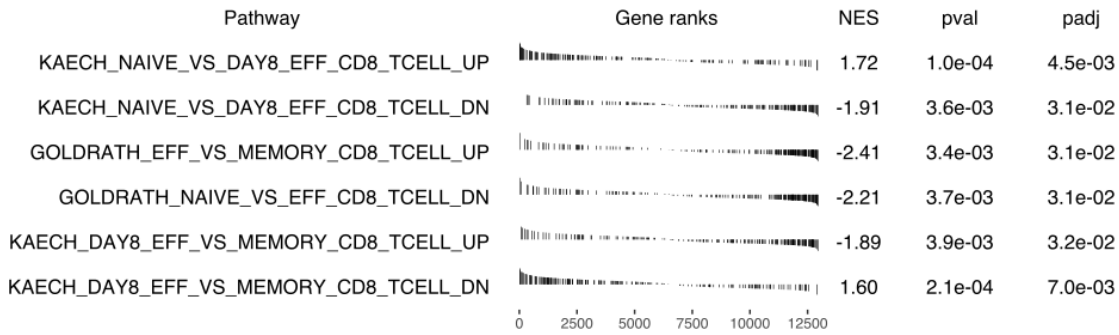 Pathway Gene ranks NES pval padj
KAECH_NAIVE_VS_DAY8_EFF_CD8_TCELL_UP 1.72 1.0e-04 4.5e-03
KAECH_NAIVE_VS_DAY8_EFF_CD8_TCELL_DN -1.91 3.6e-03 3.1e-02
GOLDRATH_EFF_VS_MEMORY_CD8_TCELL_UP -2.41 3.4e-03 3.1e-02
GOLDRATH_NAIVE_VS_EFF_CD8_TCELL_DN -2.21 3.7e-03 3.1e-02
KAECH_DAY8_EFF_VS_MEMORY_CD8_TCELL_UP -1.89 3.9e-03 3.2e-02
KAECH_DAY8_EFF_VS_MEMORY_CD8_TCELL_DN 1.60 2.1e-04 7.0e-03
0 2500 5000 7500 10000 12500